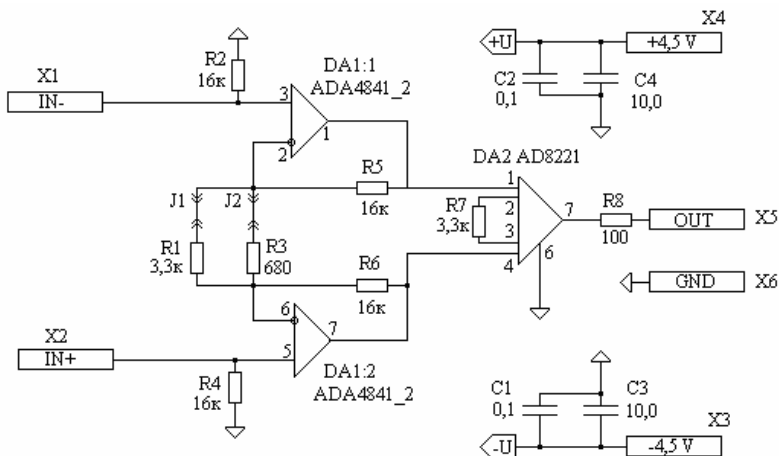 X1
IN-
R2
16к
DA1:1
ADA4841_2
3
2
1
+U
X4
+4,5 V
C2
0,1
C4
10,0
J1
J2
R5
16к
DA2 AD8221
1
2
3
4
R7
3,3к
7
6
R8
100
OUT
X5
R1
3,3к
R3
680
R6
16к
GND
X6
6
5
7
X2
IN+
R4
16к
DA1:2
ADA4841_2
C1
0,1
C3
10,0
-U
X3
-4,5 V